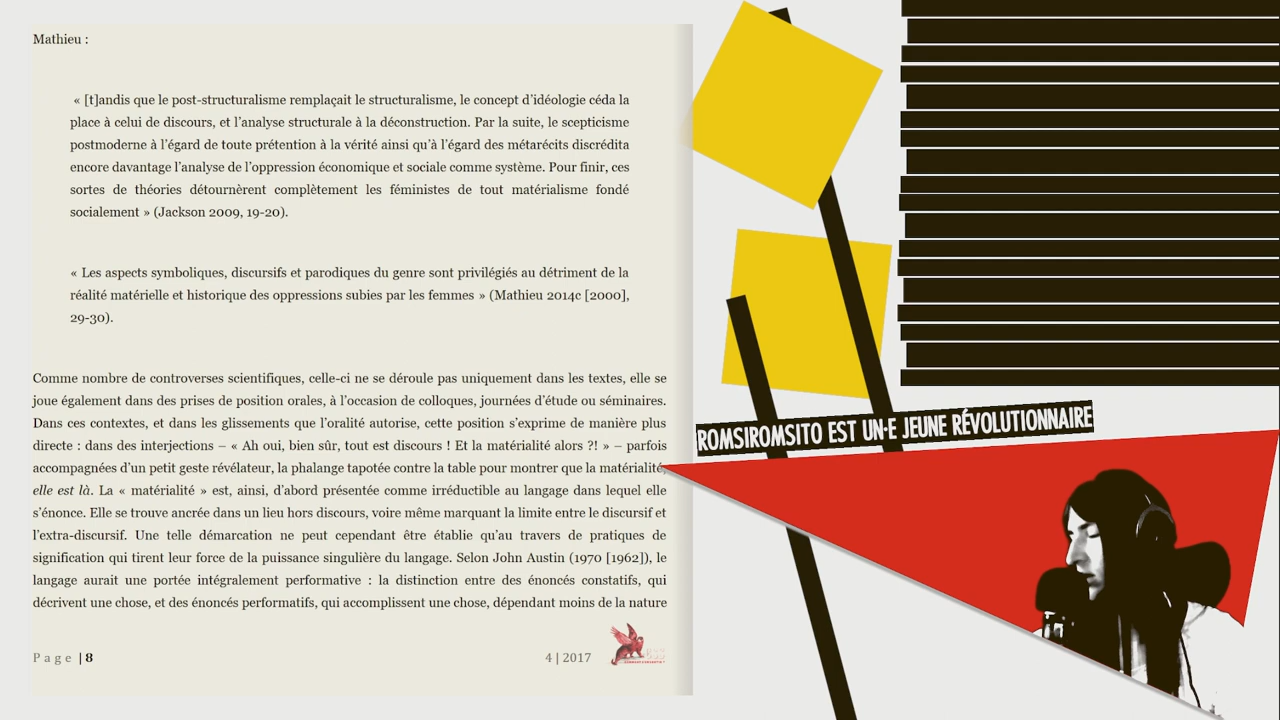 Mathieu :
« [t]andis que le post-structuralisme remplaçait le structuralisme, le concept d’idéologie céda la
place à celui de discours, et l’analyse structurale à la déconstruction. Par la suite, le scepticisme
postmoderne à l’égard de toute prétention à la vérité ainsi qu’à l’égard des métarécits discrédita
encore davantage l’analyse de l’oppression économique et sociale comme système. Pour finir, ces
sortes de théories détournèrent complètement les féministes de tout matérialisme fondé
socialement » (Jackson 2009, 19-20).
« Les aspects symboliques, discursifs et parodiques du genre sont privilégiés au détriment de la
réalité matérielle et historique des oppressions subies par les femmes » (Mathieu 2014c [2000],
29-30).
Comme nombre de controverses scientifiques, celle-ci ne se déroule pas uniquement dans les textes, elle se
joue également dans des prises de position orales, à l’occasion de colloques, journées d’étude ou séminaires.
Dans ces contextes, et dans les glissements que l’oralité autorise, cette position s’exprime de manière plus
directe : dans des interjections – « Ah oui, bien sûr, tout est discours ! Et la matérialité alors ?! » – parfois
accompagnées d’un petit geste révélateur, la phalange tapotée contre la table pour montrer que la matérialité,
elle est là. La « matérialité » est, ainsi, d’abord présentée comme irréductible au langage dans lequel elle
s’énonce. Elle se trouve ancrée dans un lieu hors discours, voire même marquant la limite entre le discursif et
l’extra-discursif. Une telle démarcation ne peut cependant être établie qu’au travers de pratiques de
signification qui tirent leur force de la puissance singulière du langage. Selon John Austin (1970 [1962]), le
langage aurait une portée intégralement performative : la distinction entre des énoncés constatifs, qui
décrivent une chose, et des énoncés performatifs, qui accomplissent une chose, dépendant moins de la nature
Page | 8
4 | 2017
ROMSIROMSITO EST UN·E JEUNE RÉVOLUTIONNAIRE